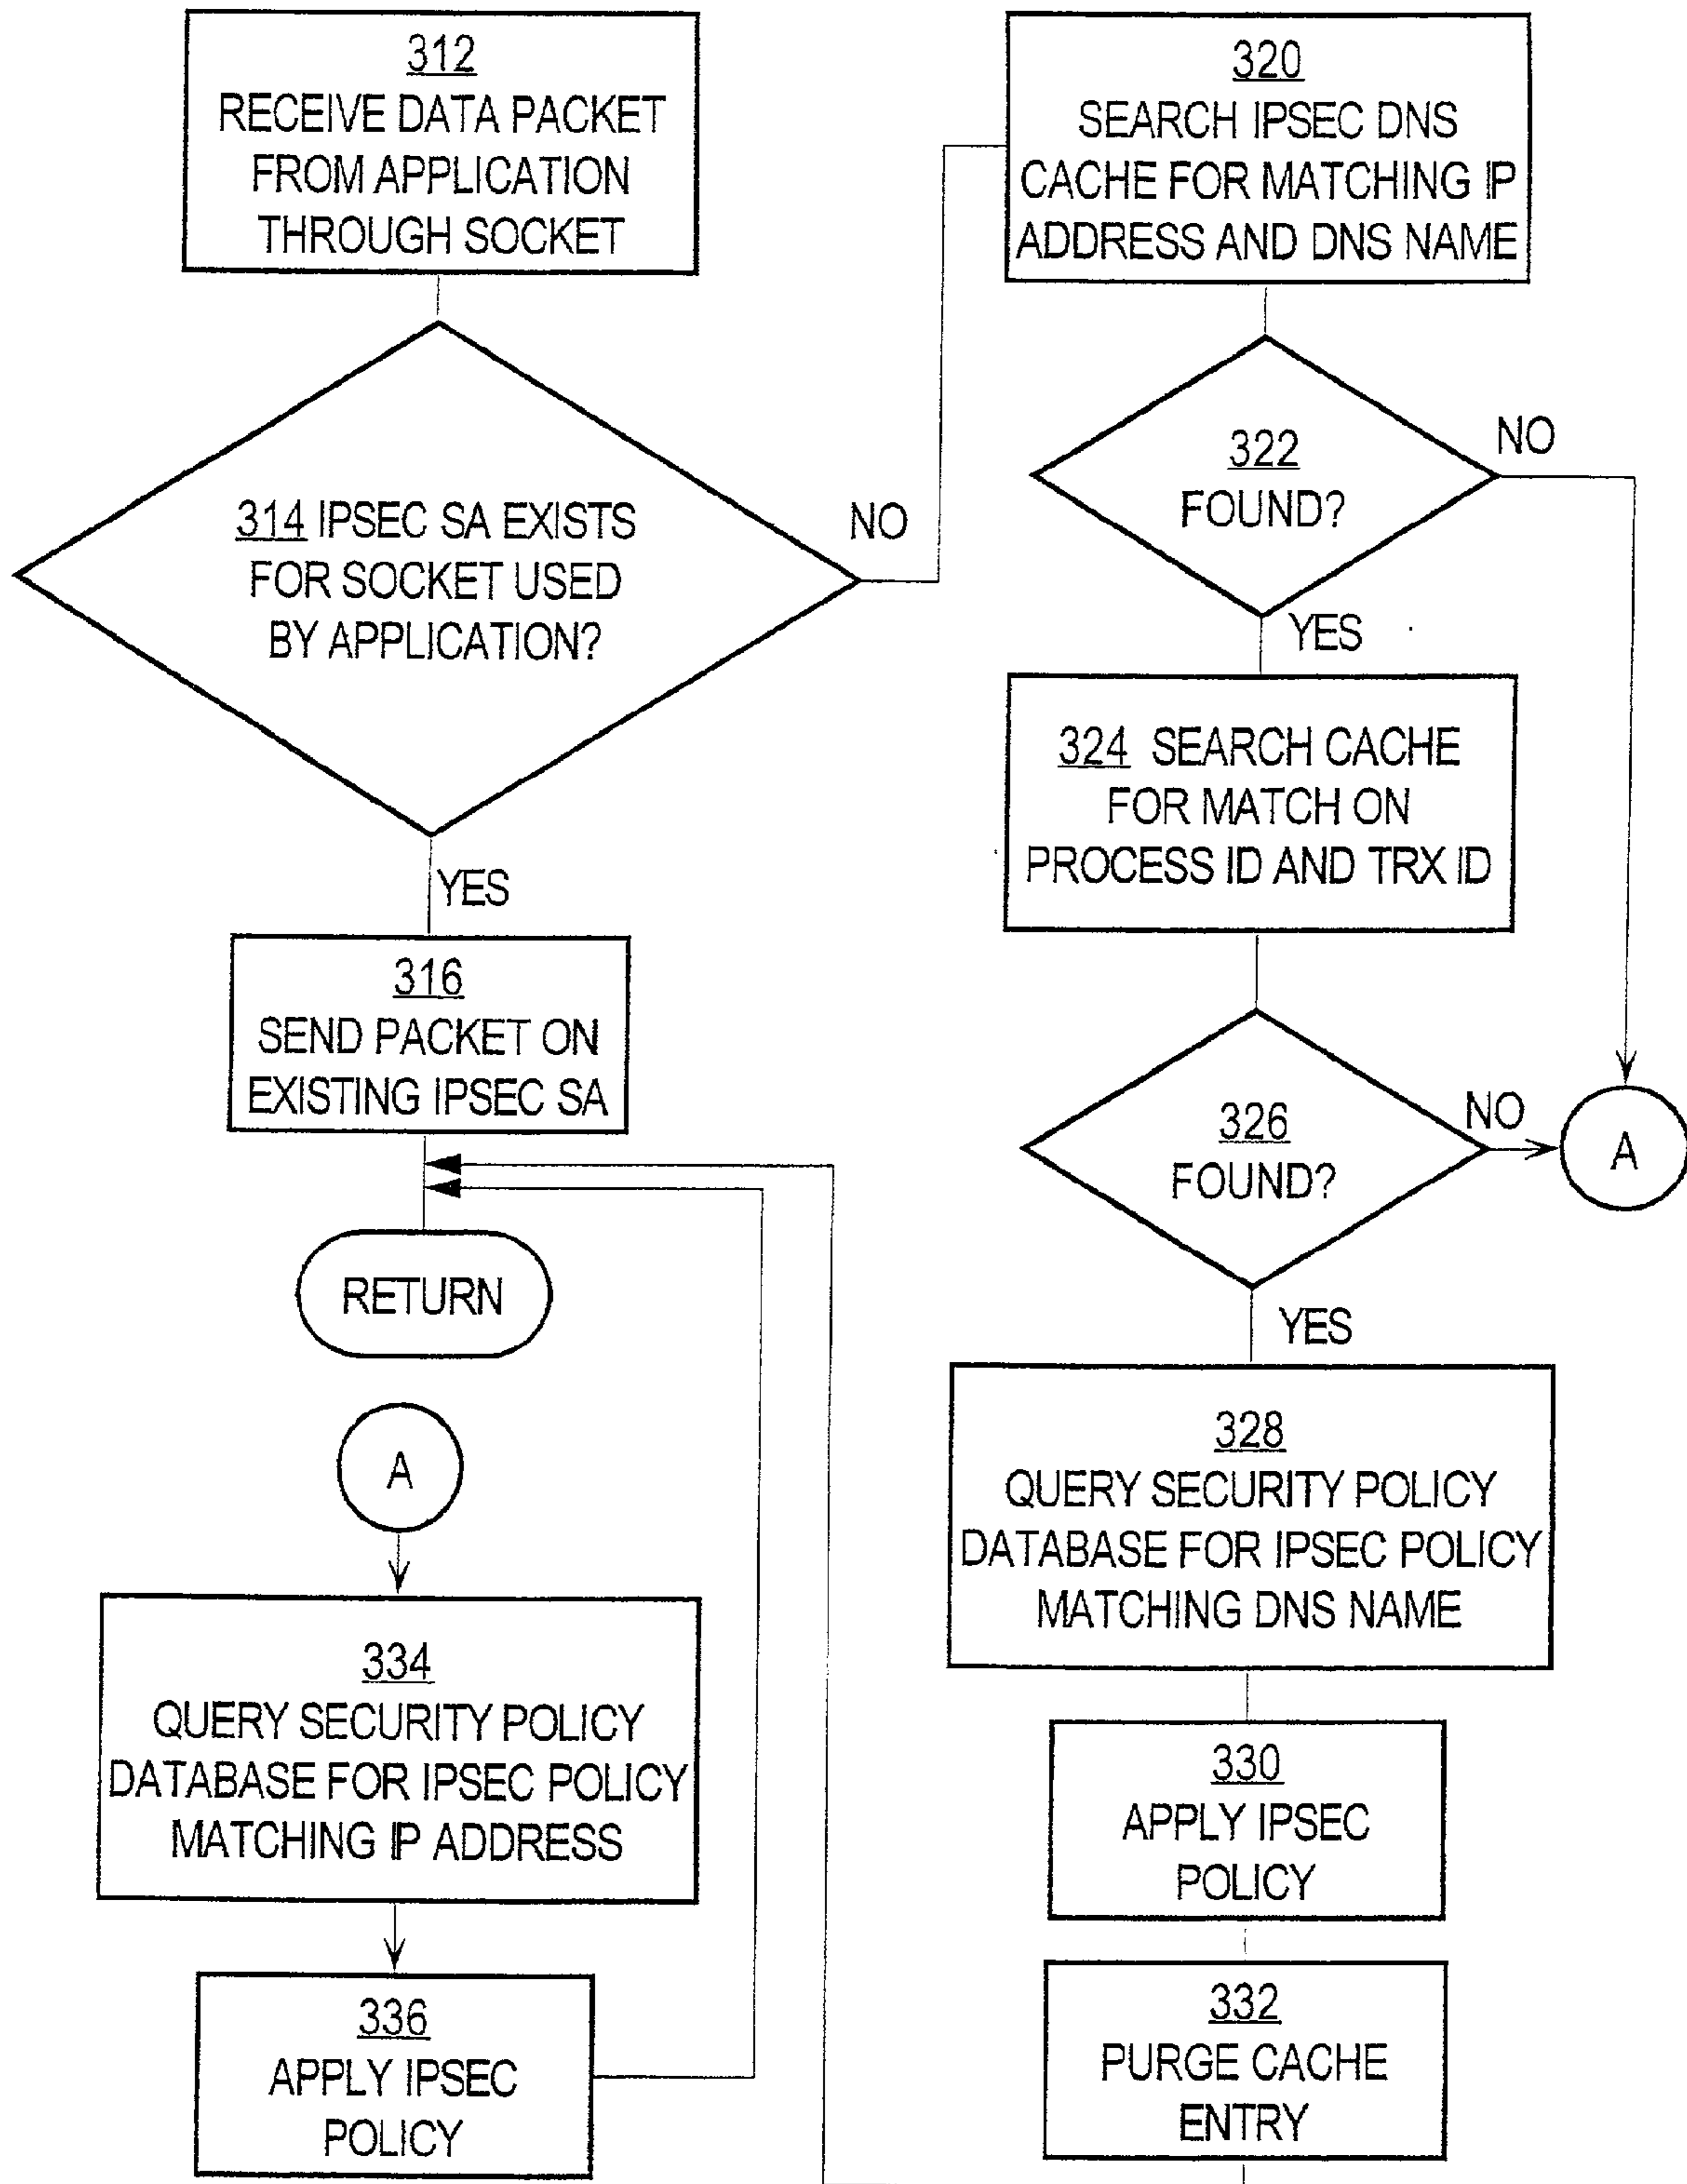 312
RECEIVE DATA PACKET
FROM APPLICATION
THROUGH SOCKET
314 IPSEC SA EXISTS
FOR SOCKET USED
BY APPLICATION?
NO
YES
316
SEND PACKET ON
EXISTING IPSEC SA
RETURN
A
334
QUERY SECURITY POLICY
DATABASE FOR IPSEC POLICY
MATCHING IP ADDRESS
336
APPLY IPSEC
POLICY
320
SEARCH IPSEC DNS
CACHE FOR MATCHING IP
ADDRESS AND DNS NAME
322
FOUND?
NO
YES
324 SEARCH CACHE
FOR MATCH ON
PROCESS ID AND TRX ID
326
FOUND?
NO
A
YES
328
QUERY SECURITY POLICY
DATABASE FOR IPSEC POLICY
MATCHING DNS NAME
330
APPLY IPSEC
POLICY
332
PURGE CACHE
ENTRY